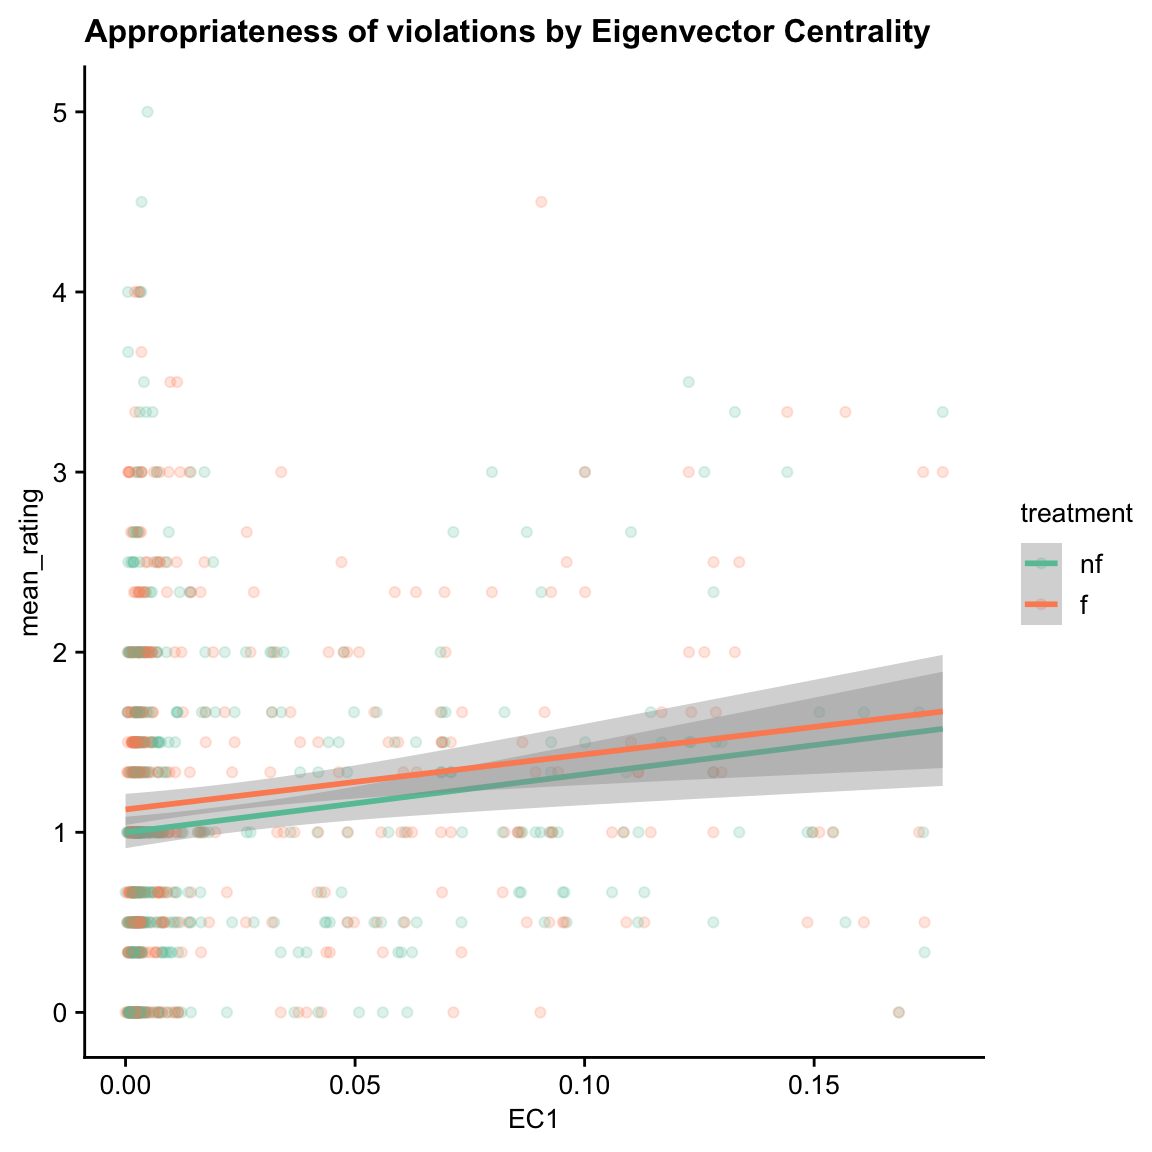 Appropriateness of violations by Eigenvector Centrality
5
4
3
2
1
0
mean_rating
0.00 0.05 0.10 0.15
EC1
treatment
nf
f